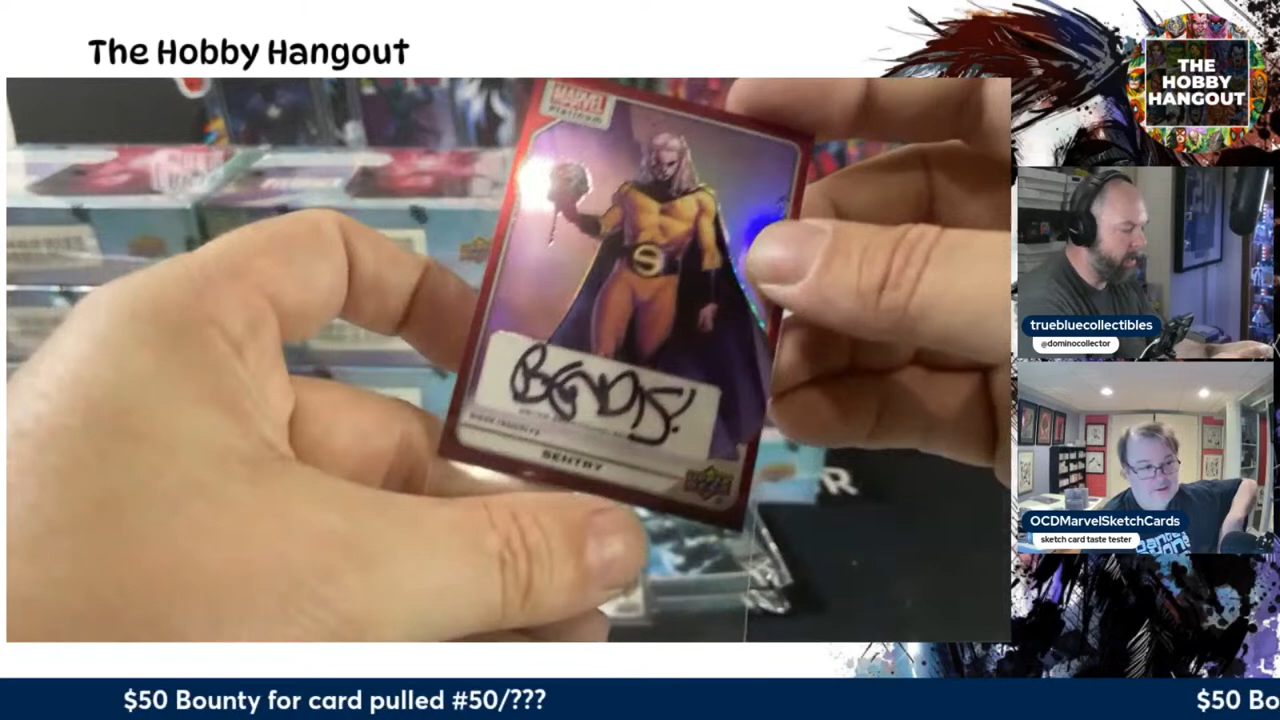 The Hobby Hangout
THE
HOBBY
HANGOUT
MARVEL
Platinum
S
BENDIS!
SENTRY
R
truebluecollectibles
@dominocollector
OCDMarvelSketchCards
sketch card taste tester
$50 Bounty for card pulled #50/???
$50 Bo